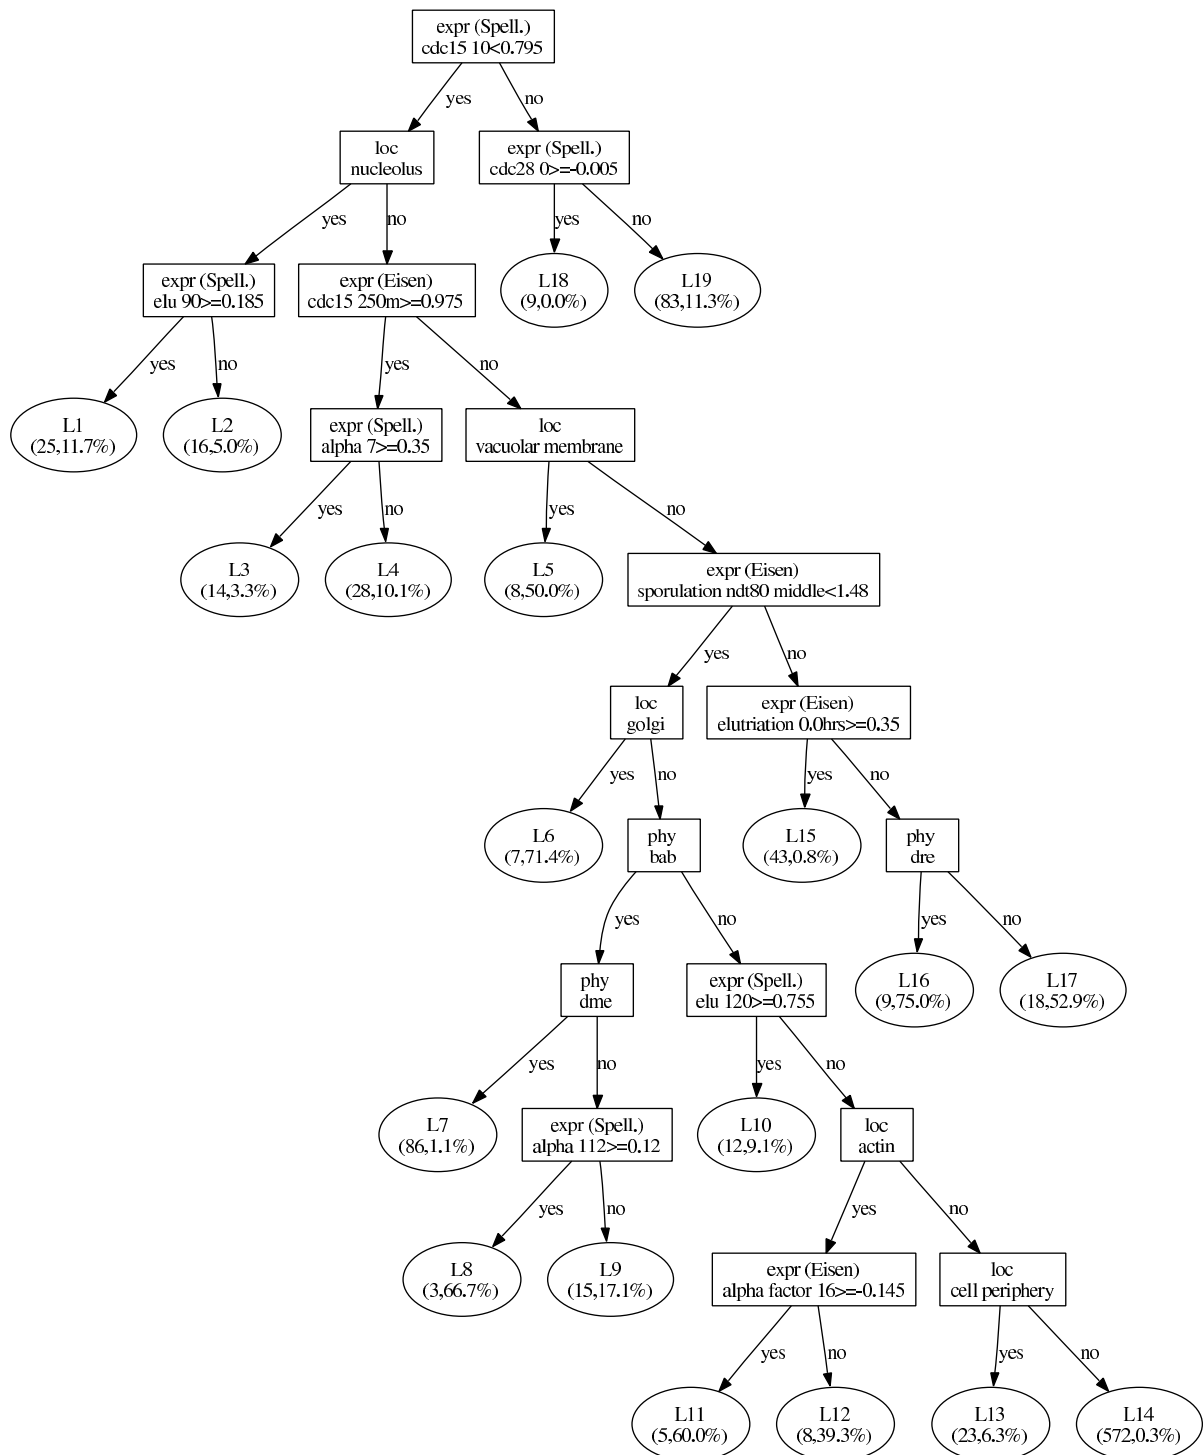 expr (Spell.)
cdc15 10<0.795
yes
no
loc
nucleolus
expr (Spell.)
cdc28 0>=-0.005
yes
no
yes
no
expr (Spell.)
elu 90>=0.185
expr (Eisen)
cdc15 250m>=0.975
L18
(9,0.0%)
L19
(83,11.3%)
yes
no
yes
no
L1
(25,11.7%)
L2
(16,5.0%)
expr (Spell.)
alpha 7>=0.35
loc
vacuolar membrane
yes
no
yes
no
L3
(14,3.3%)
L4
(28,10.1%)
L5
(8,50.0%)
expr (Eisen)
sporulation ndt80 middle<1.48
yes
no
loc
golgi
expr (Eisen)
elutriation 0.0hrs>=0.35
yes
no
yes
no
L6
(7,71.4%)
phy
bab
L15
(43,0.8%)
phy
dre
yes
no
yes
no
phy
dme
expr (Spell.)
elu 120>=0.755
L16
(9,75.0%)
L17
(18,52.9%)
yes
no
yes
no
L7
(86,1.1%)
expr (Spell.)
alpha 112>=0.12
L10
(12,9.1%)
loc
actin
yes
no
yes
no
L8
(3,66.7%)
L9
(15,17.1%)
expr (Eisen)
alpha factor 16>=-0.145
loc
cell periphery
yes
no
yes
no
L11
(5,60.0%)
L12
(8,39.3%)
L13
(23,6.3%)
L14
(572,0.3%)